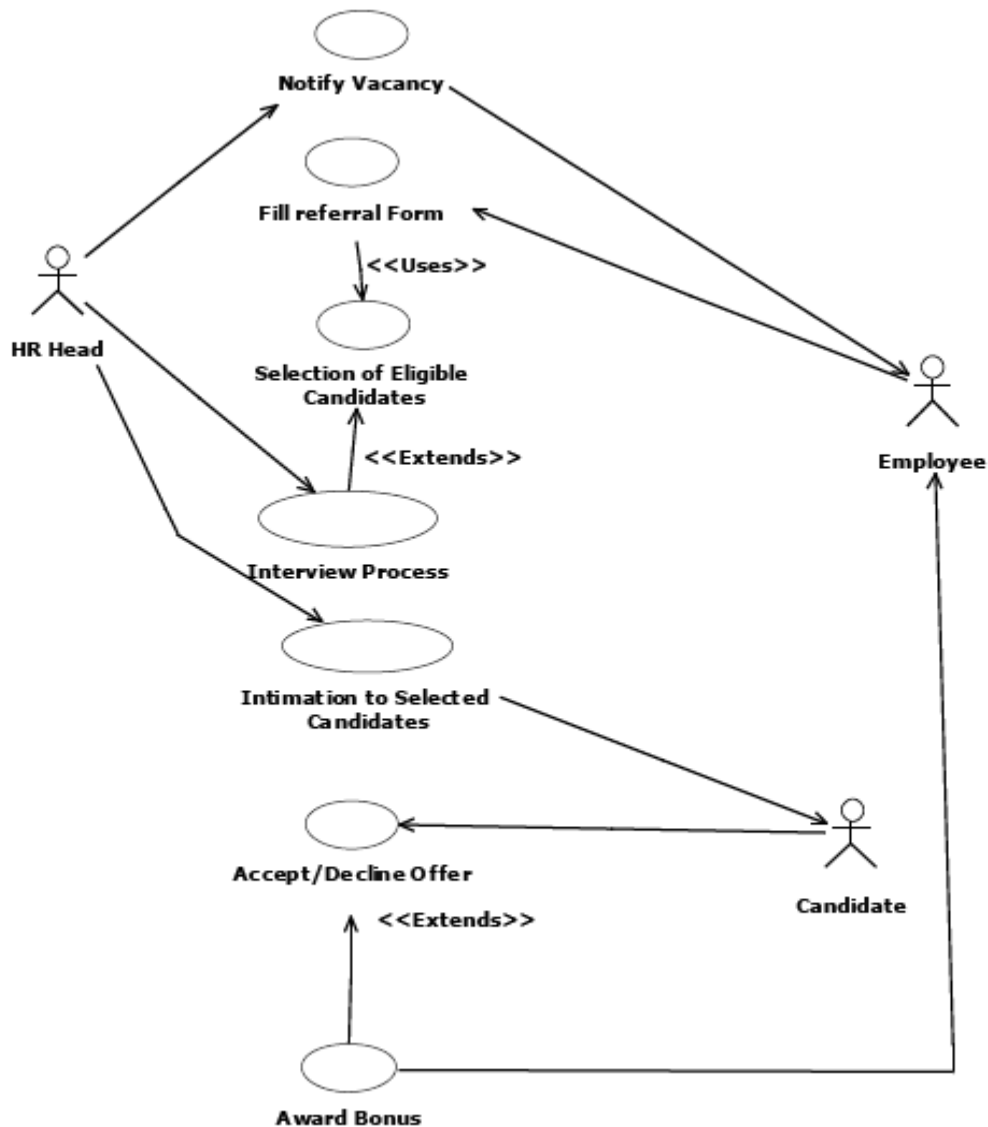 Notify Vacancy
Fill referral Form
<<Uses>>
HR Head
Selection of Eligible
Candidates
<<Extends>>
Employee
Interview Process
Intimation to Selected
Candidates
Accept/Decline Offer
Candidate
<<Extends>>
Award Bonus